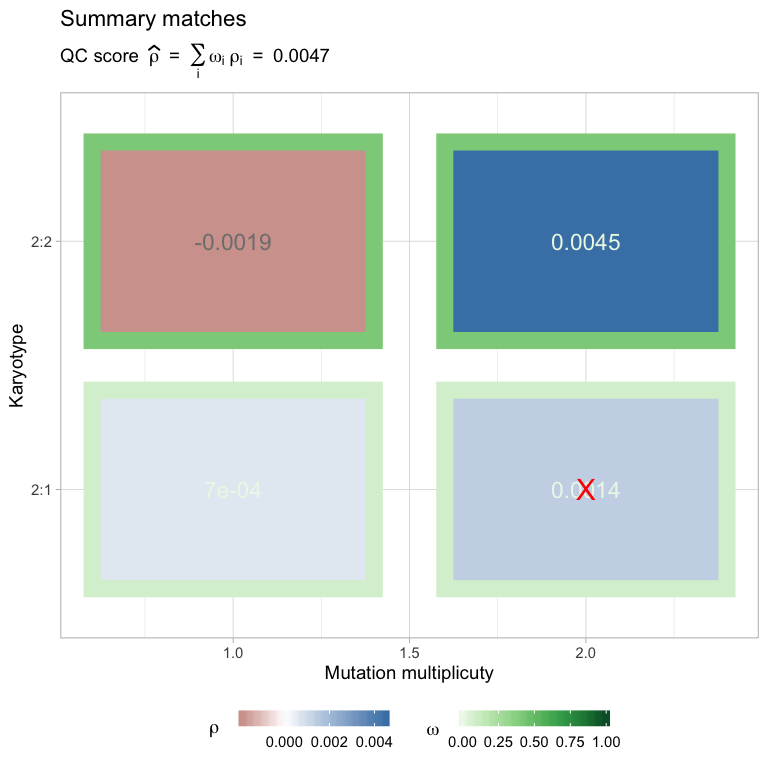 Summary matches
QC score ρ̂ = ∑i ωi ρi = 0.0047
Karyotype
2:2
-0.0019
0.0045
2:1
7e-04
0.0014
X
1.0 1.5 2.0
Mutation multiplicuty
ρ
0.000 0.002 0.004
ω
0.00 0.25 0.50 0.75 1.00